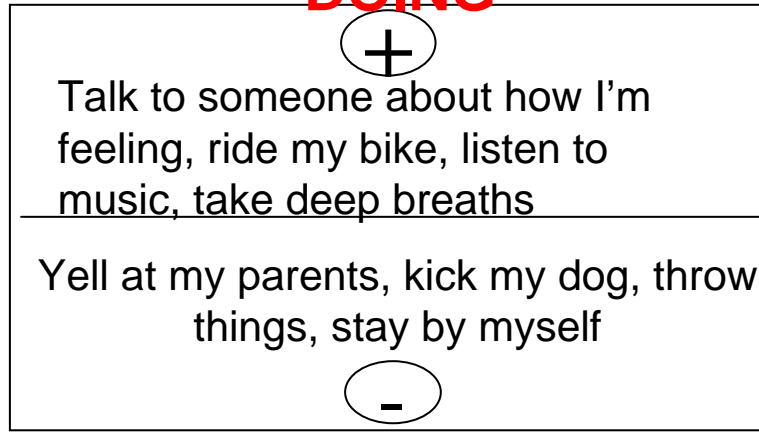 DOING
+
Talk to someone about how I’m
feeling, ride my bike, listen to
music, take deep breaths
Yell at my parents, kick my dog, throw
things, stay by myself
-